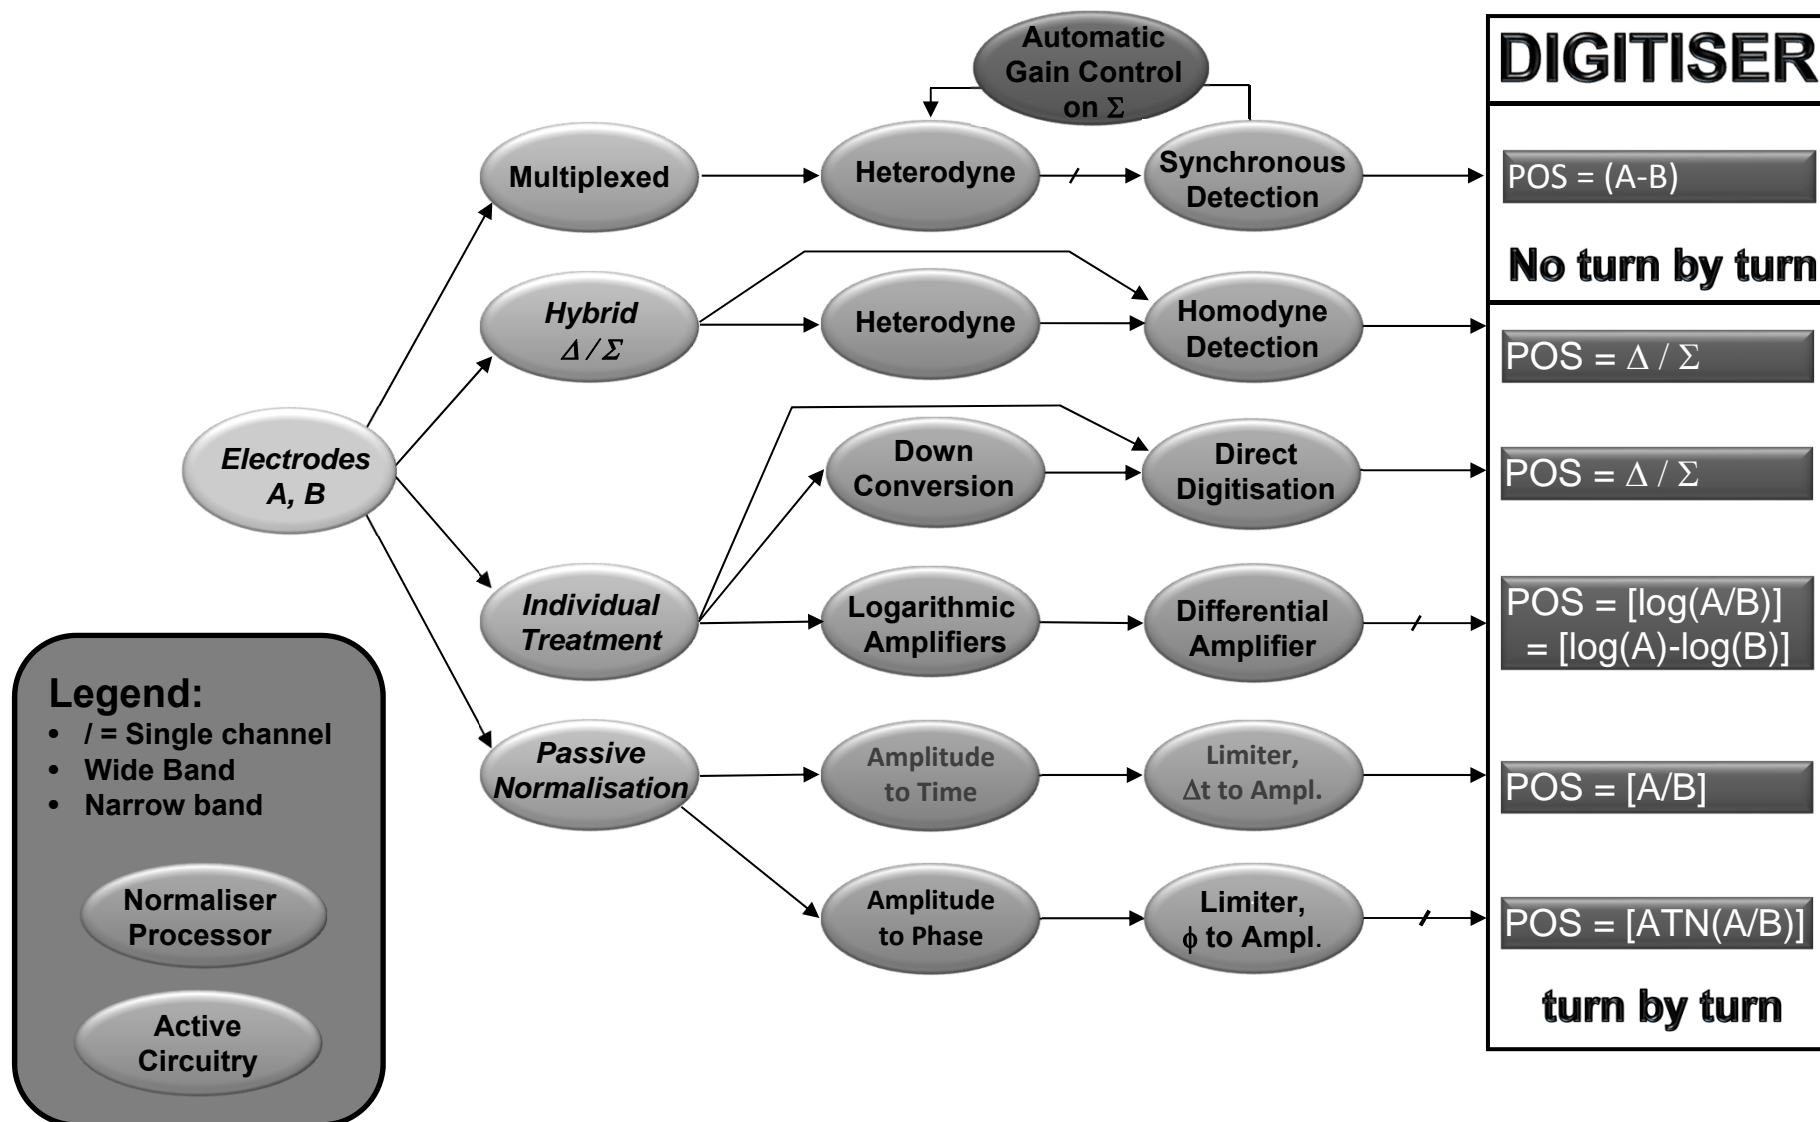 Automatic
Gain Control
on Σ
DIGITISER
Multiplexed
Heterodyne
/
Synchronous
Detection
POS = (A-B)
No turn by turn
Hybrid
Δ / Σ
Heterodyne
Homodyne
Detection
POS = Δ / Σ
Electrodes
A, B
Down
Conversion
Direct
Digitisation
POS = Δ / Σ
Individual
Treatment
Logarithmic
Amplifiers
Differential
Amplifier
/
POS = [log(A/B)]
= [log(A)-log(B)]
Passive
Normalisation
Amplitude
to Time
Limiter,
Δt to Ampl.
POS = [A/B]
Amplitude
to Phase
Limiter,
ϕ to Ampl.
/
POS = [ATN(A/B)]
turn by turn
Legend:
• / = Single channel
• Wide Band
• Narrow band
Normaliser
Processor
Active
Circuitry